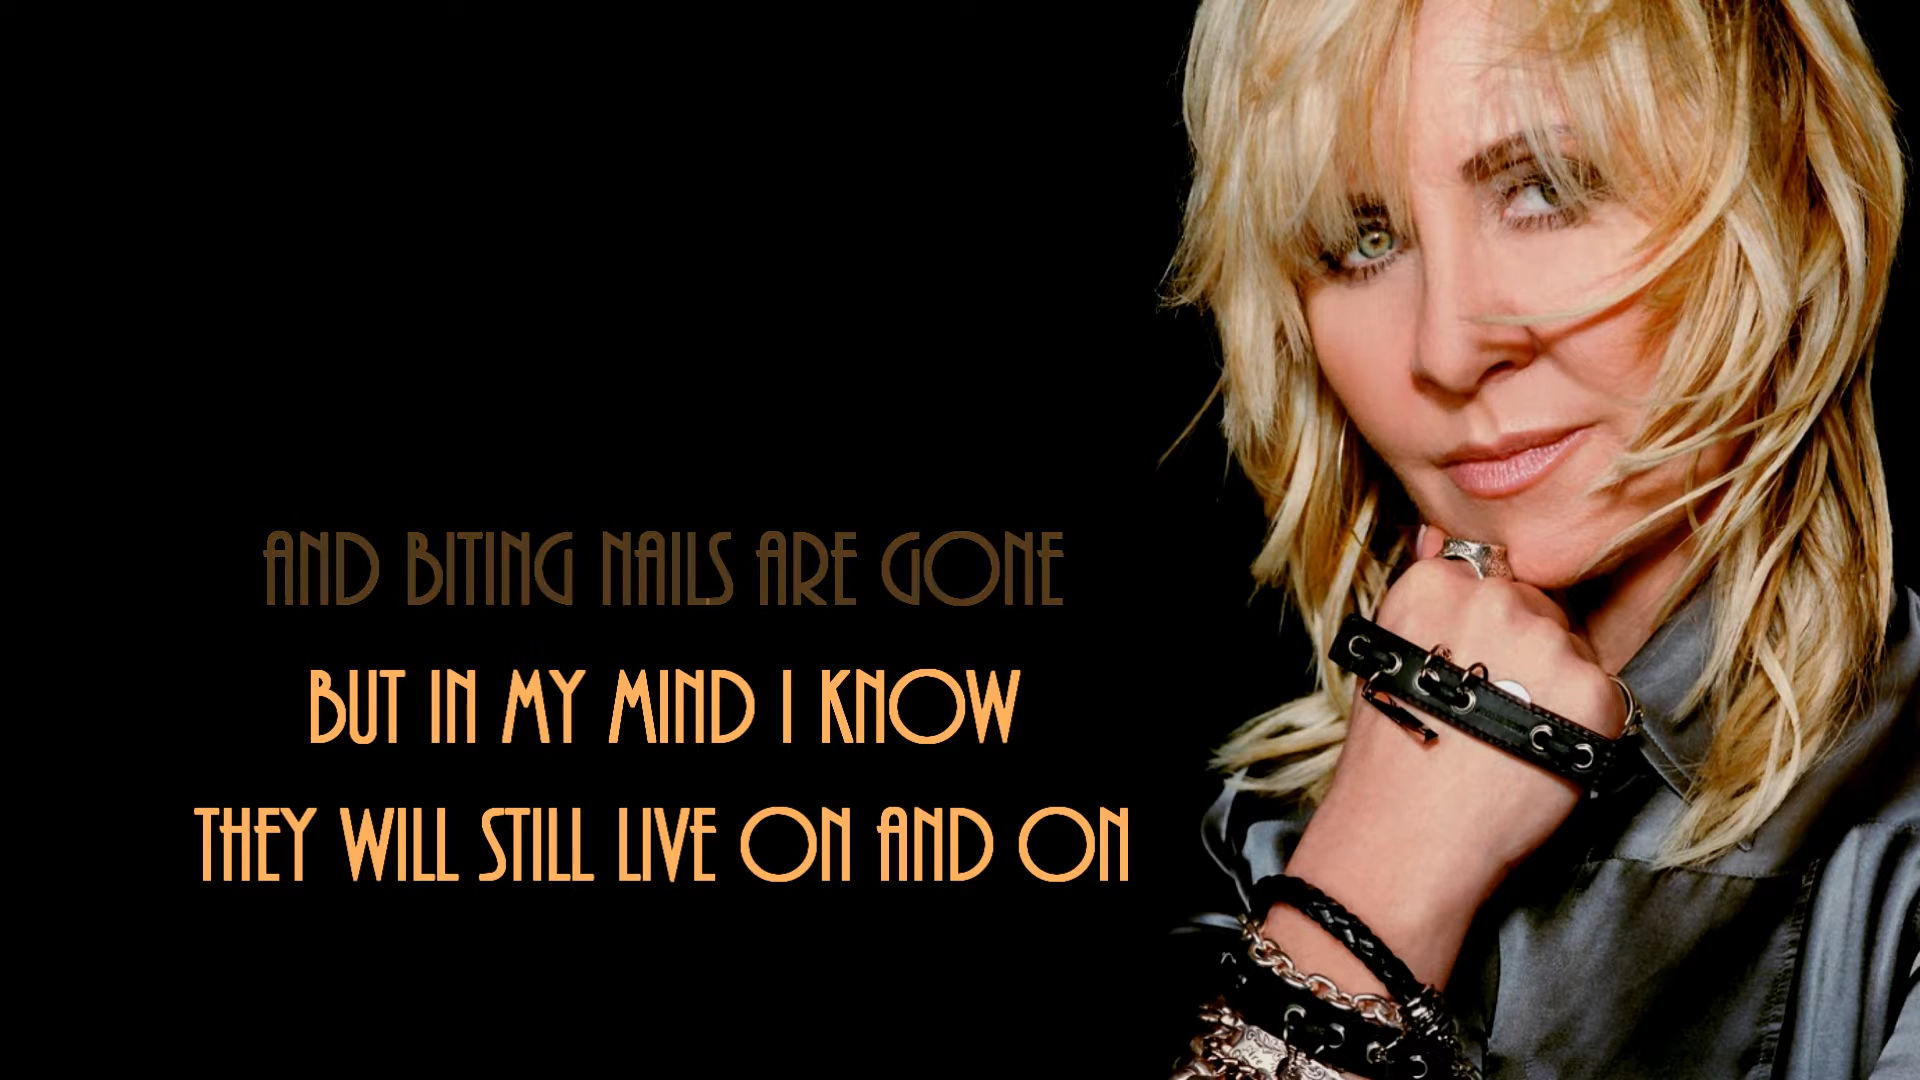 AND BITING NAILS ARE GONE
BUT IN MY MIND I KNOW
THEY WILL STILL LIVE ON AND ON